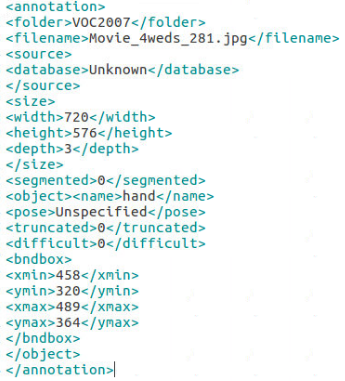 <annotation>
<folder>VOC2007</folder>
<filename>Movie_4weds_281.jpg</filename>
<source>
<database>Unknown</database>
</source>
<size>
<width>720</width>
<height>576</height>
<depth>3</depth>
</size>
<segmented>0</segmented>
<object><name>hand</name>
<pose>Unspecified</pose>
<truncated>0</truncated>
<difficult>0</difficult>
<bndbox>
<xmin>458</xmin>
<ymin>320</ymin>
<xmax>489</xmax>
<ymax>364</ymax>
</bndbox>
</object>
</annotation>